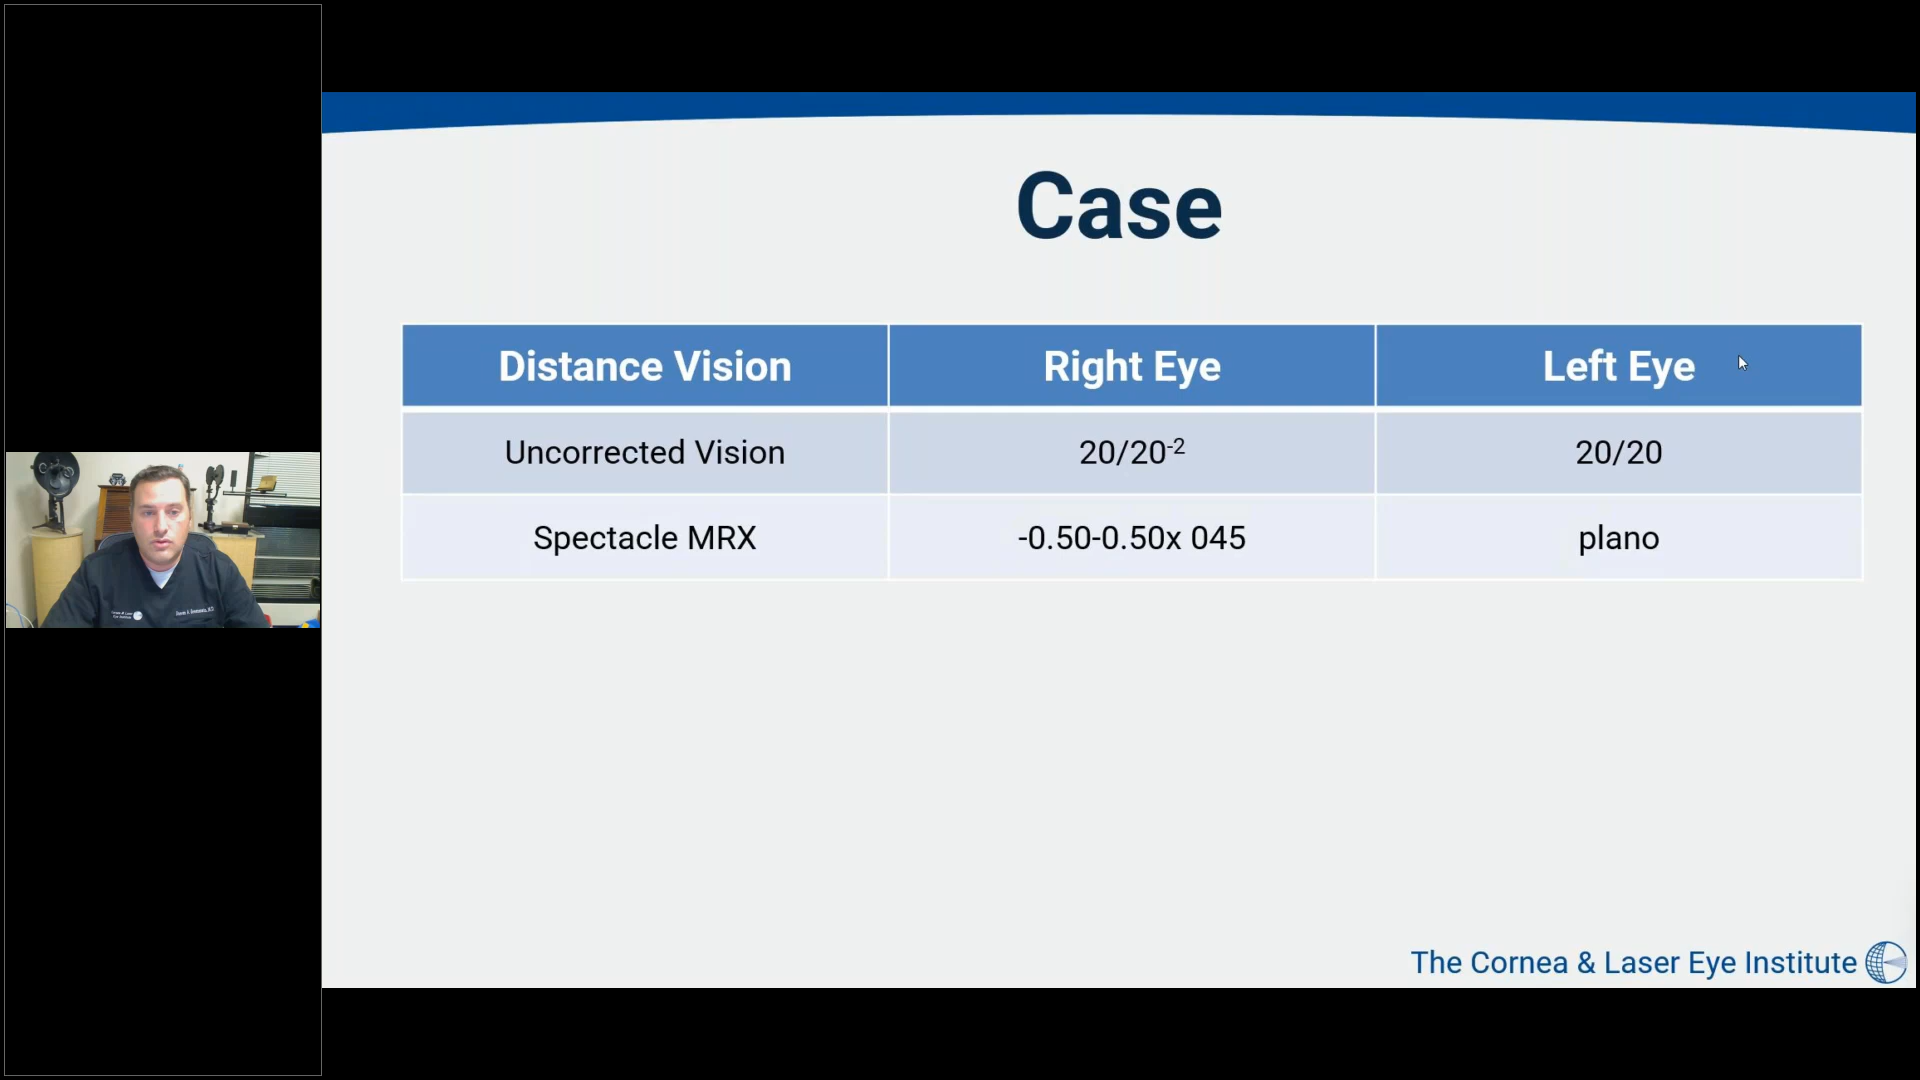 Case
Distance Vision
Right Eye
Left Eye
Uncorrected Vision
20/20-2
20/20
Spectacle MRX
-0.50-0.50x 045
plano
The Cornea & Laser Eye Institute